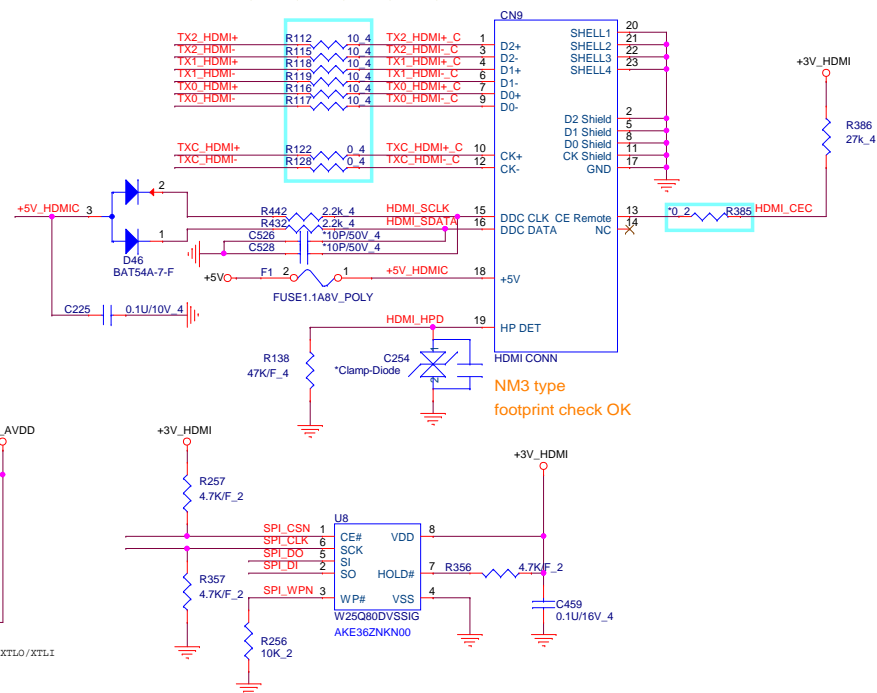 CN9
TX2_HDMI+ R112 10_4 TX2_HDMI+_C 1 D2+ SHELL1 20
TX2_HDMI- R115 10_4 TX2_HDMI-_C 3 D2- SHELL2 21
TX1_HDMI+ R118 10_4 TX1_HDMI+_C 4 D1+ SHELL3 22
TX1_HDMI- R119 10_4 TX1_HDMI-_C 6 D1- SHELL4 23
TX0_HDMI+ R116 10_4 TX0_HDMI+_C 7 D0+
TX0_HDMI- R117 10_4 TX0_HDMI-_C 9 D0-
+3V_HDMI
D2 Shield 2
D1 Shield 5
D0 Shield 8
R386
27k_4
TXC_HDMI+ R122 0_4 TXC_HDMI+_C 10 CK+ CK Shield 11
TXC_HDMI- R128 0_4 TXC_HDMI-_C 12 CK- GND 17
+5V_HDMIC 3 2
1
D46
BAT54A-7-F
R442 2.2k_4 HDMI_SCLK 15 DDC CLK CE Remote 13 *0_2 R385 HDMI_CEC
R432 2.2k_4 HDMI_SDATA 16 DDC DATA NC 14
C526 *10P/50V_4
C528 *10P/50V_4
+5V F1 2 1 +5V_HDMIC 18 +5V
FUSE1.1A8V_POLY
C225 0.1U/10V_4
HDMI_HPD 19 HP DET
HDMI CONN
R138
47K/F_4
C254
*Clamp-Diode
1
2
NM3 type
footprint check OK
_AVDD
+3V_HDMI
+3V_HDMI
R257
4.7K/F_2
U8
SPI_CSN 1 CE# VDD 8
SPI_CLK 6 SCK
SPI_DO 5 SI
SPI_DI 2 SO HOLD# 7 R356 4.7K/F_2
R357
4.7K/F_2
SPI_WPN 3 WP# VSS 4
W25Q80DVSSIG
AKE36ZNKN00
C459
0.1U/16V_4
R256
10K_2
XTLO/XTLI